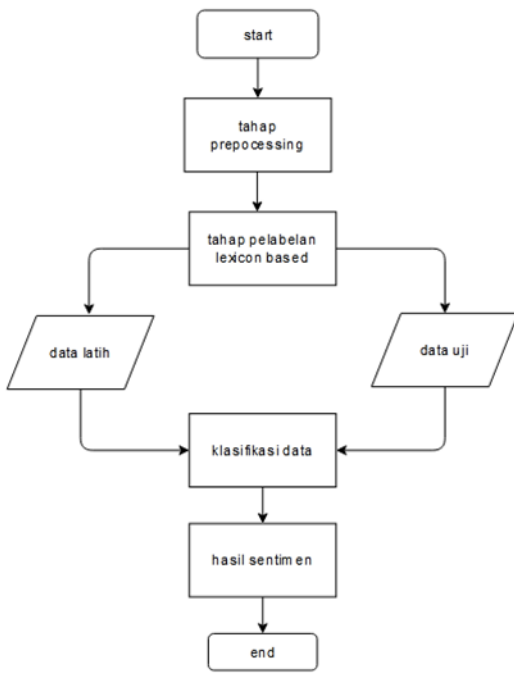 start
tahap
prepocessing
tahap pelabelan
lexicon based
data latih
data uji
klasifikasi data
hasil sentimen
end